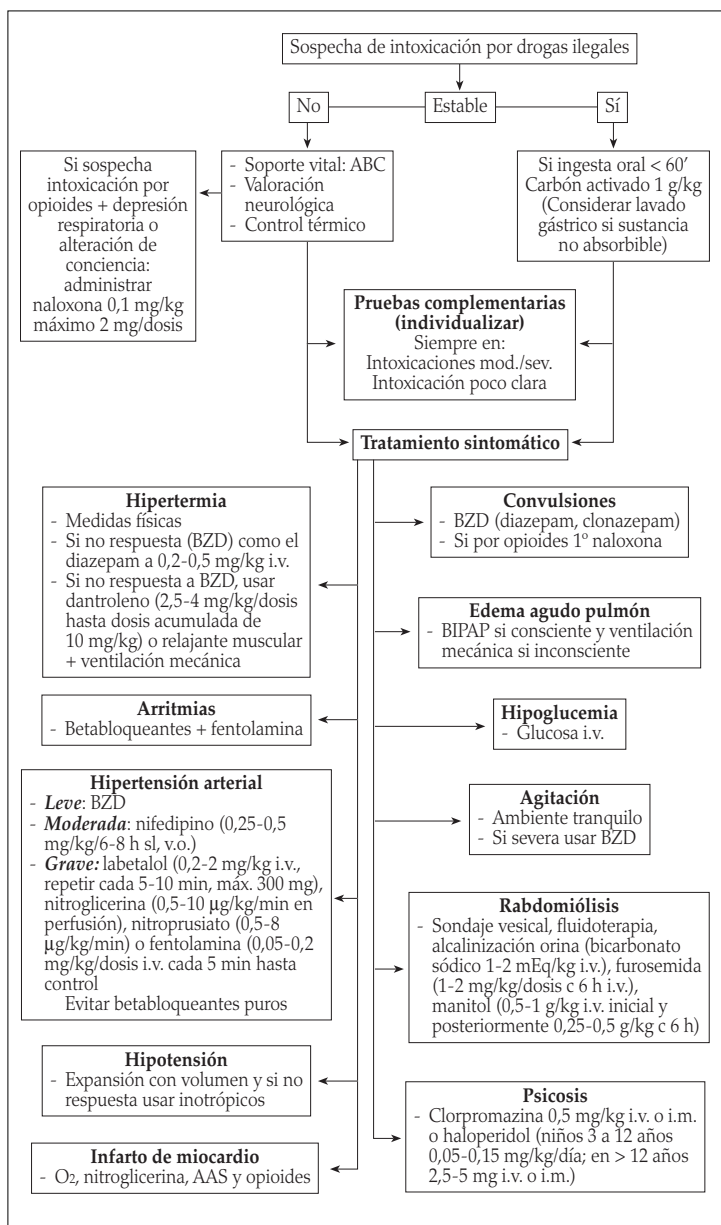 Sospecha de intoxicación por drogas ilegales
No
Estable
Sí
Si sospecha
intoxicación por
opioides + depresión
respiratoria o
alteración de
conciencia:
administrar
naloxona 0,1 mg/kg
máximo 2 mg/dosis
- Soporte vital: ABC
- Valoración
neurológica
- Control térmico
Si ingesta oral < 60’
Carbón activado 1 g/kg
(Considerar lavado
gástrico si sustancia
no absorbible)
Pruebas complementarias
(individualizar)
Siempre en:
Intoxicaciones mod./sev.
Intoxicación poco clara
Tratamiento sintomático
Hipertermia
- Medidas físicas
- Si no respuesta (BZD) como el
diazepam a 0,2-0,5 mg/kg i.v.
- Si no respuesta a BZD, usar
dantroleno (2,5-4 mg/kg/dosis
hasta dosis acumulada de
10 mg/kg) o relajante muscular
+ ventilación mecánica
Arritmias
- Betabloqueantes + fentolamina
Hipertensión arterial
- Leve: BZD
- Moderada: nifedipino (0,25-0,5
mg/kg/6-8 h sl, v.o.)
- Grave: labetalol (0,2-2 mg/kg i.v.,
repetir cada 5-10 min, máx. 300 mg),
nitroglicerina (0,5-10 µg/kg/min en
perfusión), nitroprusiato (0,5-8
µg/kg/min) o fentolamina (0,05-0,2
mg/kg/dosis i.v. cada 5 min hasta
control
Evitar betabloqueantes puros
Hipotensión
- Expansión con volumen y si no
respuesta usar inotrópicos
Infarto de miocardio
- O₂, nitroglicerina, AAS y opioides
Convulsiones
- BZD (diazepam, clonazepam)
- Si por opioides 1º naloxona
Edema agudo pulmón
- BIPAP si consciente y ventilación
mecánica si inconsciente
Hipoglucemia
- Glucosa i.v.
Agitación
- Ambiente tranquilo
- Si severa usar BZD
Rabdomiólisis
- Sondaje vesical, fluidoterapia,
alcalinización orina (bicarbonato
sódico 1-2 mEq/kg i.v.), furosemida
(1-2 mg/kg/dosis c 6 h i.v.),
manitol (0,5-1 g/kg i.v. inicial y
posteriormente 0,25-0,5 g/kg c 6 h)
Psicosis
- Clorpromazina 0,5 mg/kg i.v. o i.m.
o haloperidol (niños 3 a 12 años
0,05-0,15 mg/kg/día; en > 12 años
2,5-5 mg i.v. o i.m.)